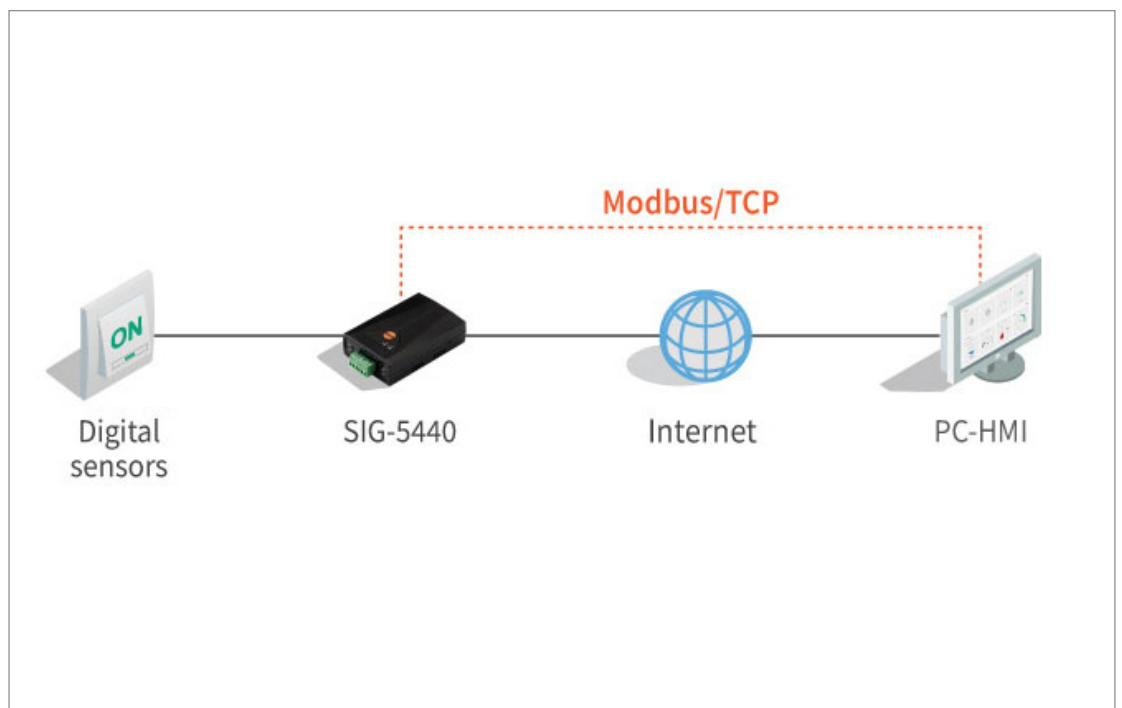 Modbus/TCP
ON
Digital
sensors
SIG-5440
Internet
PC-HMI